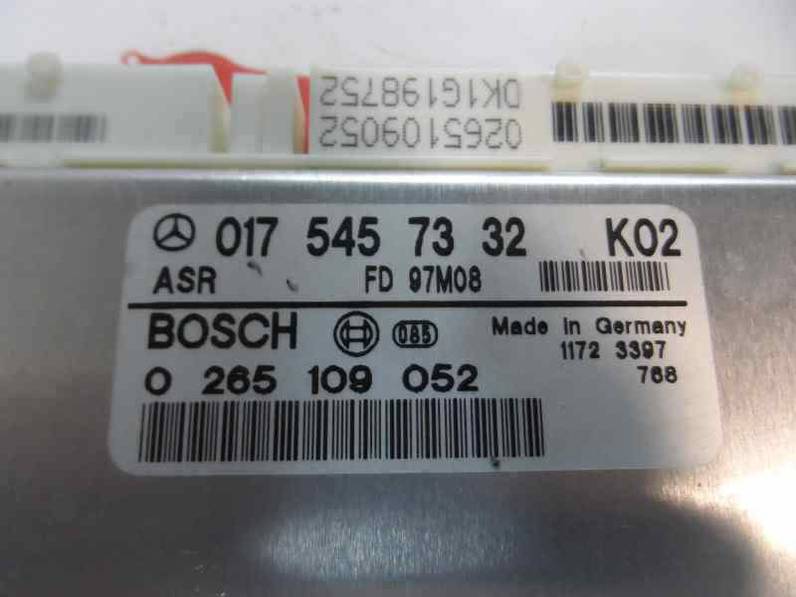 DK1G198752
0265109052
017 545 73 32 K02
ASR FD 97M08
BOSCH 085 Made in Germany
1172 3397
0 265 109 052 768